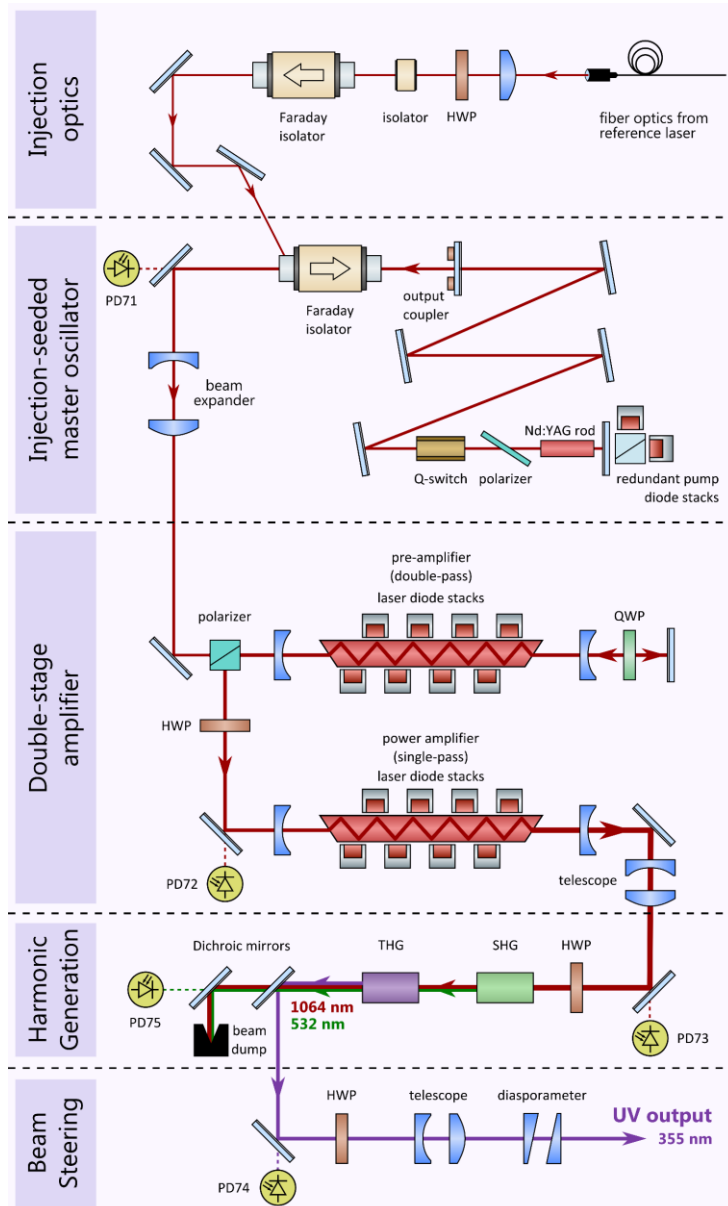 Injection
optics
Faraday
isolator
isolator
HWP
fiber optics from
reference laser
Injection-seeded
master oscillator
PD71
Faraday
isolator
output
coupler
beam
expander
Nd:YAG rod
Q-switch
polarizer
redundant pump
diode stacks
Double-stage
amplifier
pre-amplifier
(double-pass)
laser diode stacks
polarizer
QWP
HWP
power amplifier
(single-pass)
laser diode stacks
PD72
telescope
Harmonic
Generation
Dichroic mirrors
THG
SHG
HWP
PD75
1064 nm
532 nm
beam
dump
PD73
Beam
Steering
HWP
telescope
diasporameter
UV output
355 nm
PD74